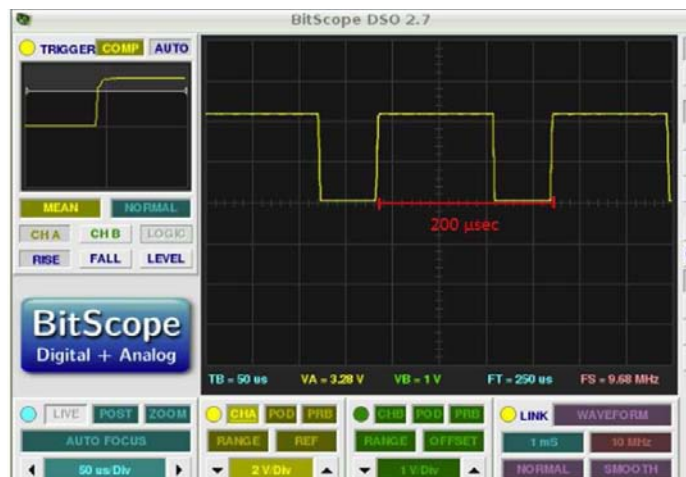 BitScope DSO 2.7
TRIGGER COMP AUTO
MEAN NORMAL
CH A CH B LOGIC
RISE FALL LEVEL
200 µsec
BitScope
Digital + Analog
TB = 50 us VA = 3.28 V VB = 1 V FT = 250 us FS = 9.68 MHz
LIVE POST ZOOM
AUTO FOCUS
50 us/Div
CHA POD PRB
RANGE REF
2 V/Div
CHB POD PRB
RANGE OFFSET
1 V/Div
LINK WAVEFORM
1 mS 10 MHz
NORMAL SMOOTH